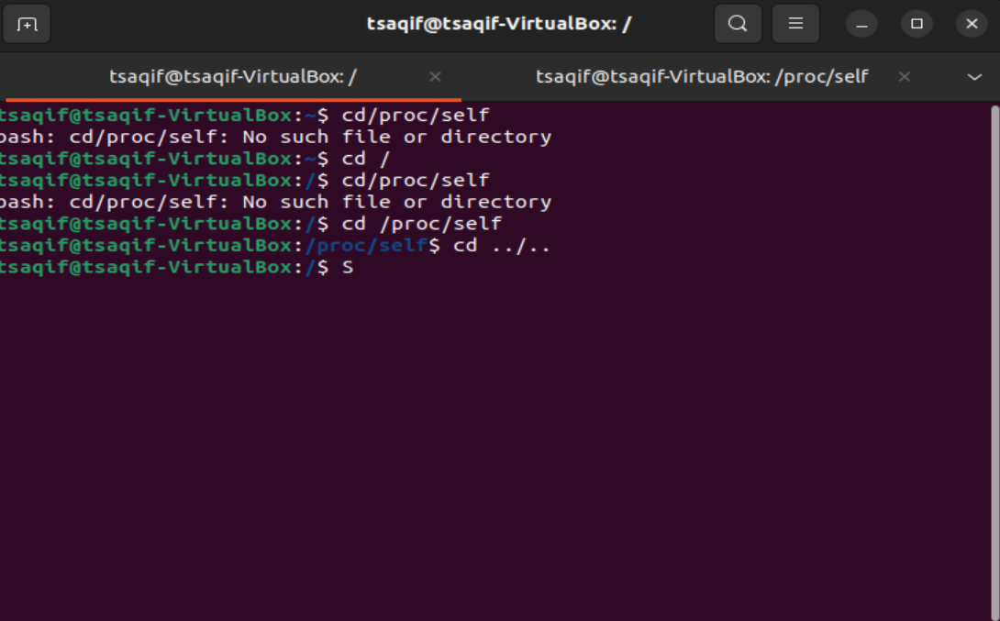 tsaqif@tsaqif-VirtualBox: /
tsaqif@tsaqif-VirtualBox: /
tsaqif@tsaqif-VirtualBox: /proc/self
tsaqif@tsaqif-VirtualBox:~$ cd/proc/self
bash: cd/proc/self: No such file or directory
tsaqif@tsaqif-VirtualBox:~$ cd /
tsaqif@tsaqif-VirtualBox:/$ cd/proc/self
bash: cd/proc/self: No such file or directory
tsaqif@tsaqif-VirtualBox:/$ cd /proc/self
tsaqif@tsaqif-VirtualBox:/proc/self$ cd ../..
tsaqif@tsaqif-VirtualBox:/$ S